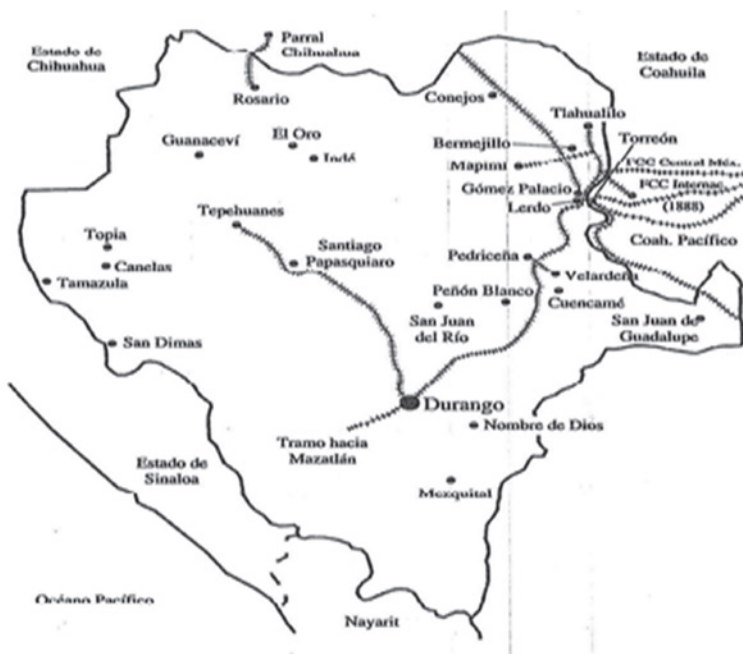 Parral
Chihuahua
Estado de
Chihuahua
Estado de
Coahuila
Rosario
Conejos
Tlahualilo
Guanaceví
El Oro
Indé
Bermejillo
Torreón
Mapimí
FCC Central Méx.
Gómez Palacio
FCC Internac.
(1888)
Lerdo
Tepehuanes
Topia
Canelas
Tamazula
Santiago
Papasquiaro
Coah. Pacífico
Pedriceña
Velardeña
Peñón Blanco
Cuencamé
San Juan
del Río
San Juan de
Guadalupe
San Dimas
Durango
Nombre de Dios
Tramo hacia
Mazatlán
Estado de
Sinaloa
Mezquital
Océano Pacífico
Nayarit